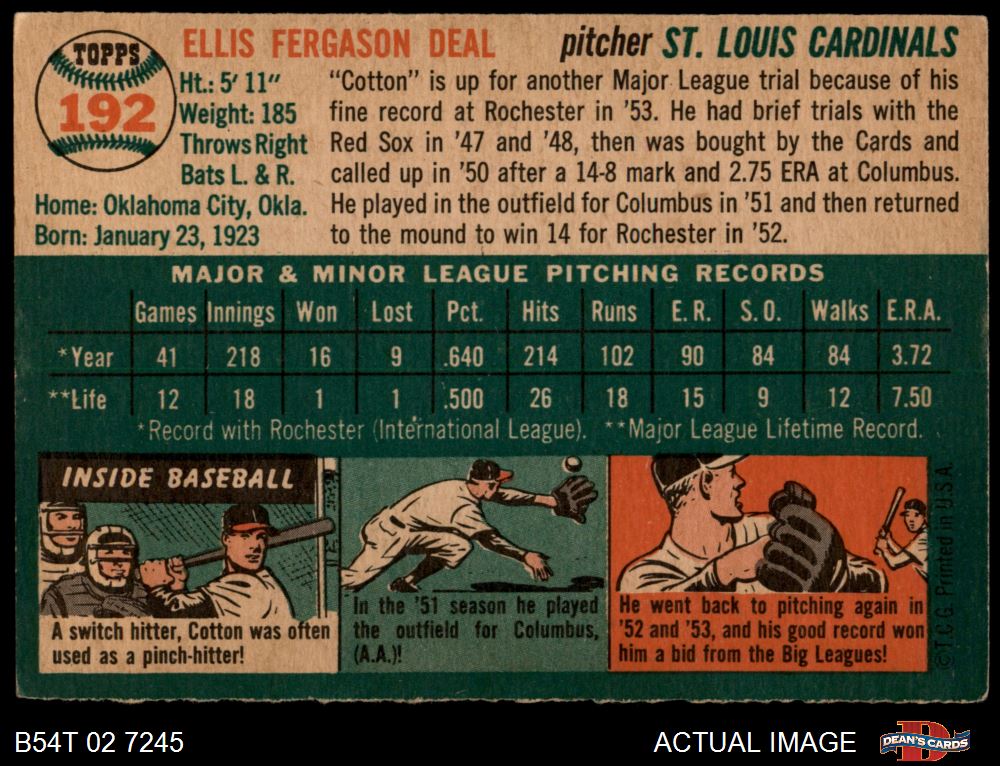 TOPPS
192
ELLIS FERGASON DEAL pitcher ST. LOUIS CARDINALS
Ht.: 5' 11"
Weight: 185
Throws Right
Bats L. & R.
Home: Oklahoma City, Okla.
Born: January 23, 1923
"Cotton" is up for another Major League trial because of his
fine record at Rochester in '53. He had brief trials with the
Red Sox in '47 and '48, then was bought by the Cards and
called up in '50 after a 14-8 mark and 2.75 ERA at Columbus.
He played in the outfield for Columbus in '51 and then returned
to the mound to win 14 for Rochester in '52.
MAJOR & MINOR LEAGUE PITCHING RECORDS
Games Innings Won Lost Pct. Hits Runs E. R. S. O. Walks E.R.A.
*Year 41 218 16 9 .640 214 102 90 84 84 3.72
**Life 12 18 1 1 .500 26 18 15 9 12 7.50
*Record with Rochester (International League). **Major League Lifetime Record.
INSIDE BASEBALL
A switch hitter, Cotton was often
used as a pinch-hitter!
In the '51 season he played
the outfield for Columbus,
(A.A.)!
He went back to pitching again in
'52 and '53, and his good record won
him a bid from the Big Leagues!
© T.C.G. Printed in U.S.A.
B54T 02 7245
ACTUAL IMAGE
DEAN'S CARDS